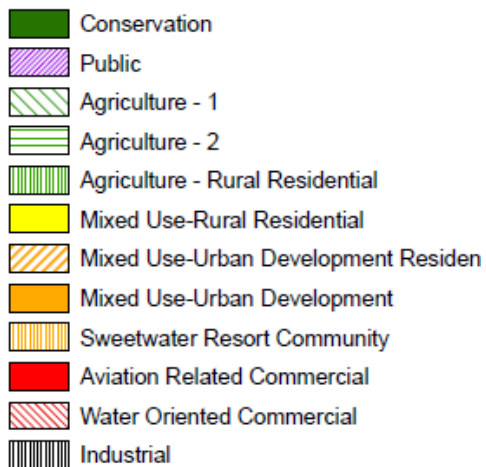 Conservation
Public
Agriculture - 1
Agriculture - 2
Agriculture - Rural Residential
Mixed Use-Rural Residential
Mixed Use-Urban Development Residen
Mixed Use-Urban Development
Sweetwater Resort Community
Aviation Related Commercial
Water Oriented Commercial
Industrial